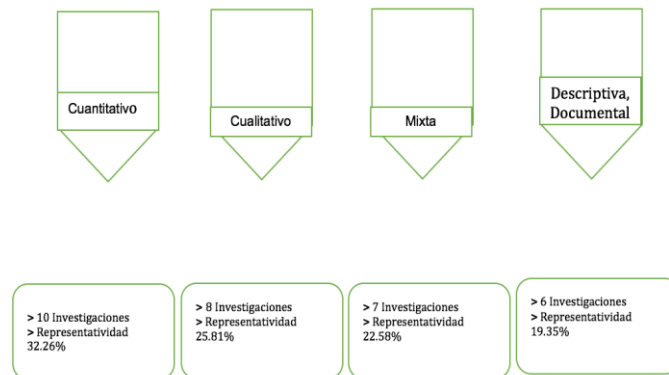 Cuantitativo
Cualitativo
Mixta
Descriptiva,
Documental
> 10 Investigaciones
> Representatividad
32.26%
> 8 Investigaciones
> Representatividad
25.81%
> 7 Investigaciones
> Representatividad
22.58%
> 6 Investigaciones
> Representatividad
19.35%